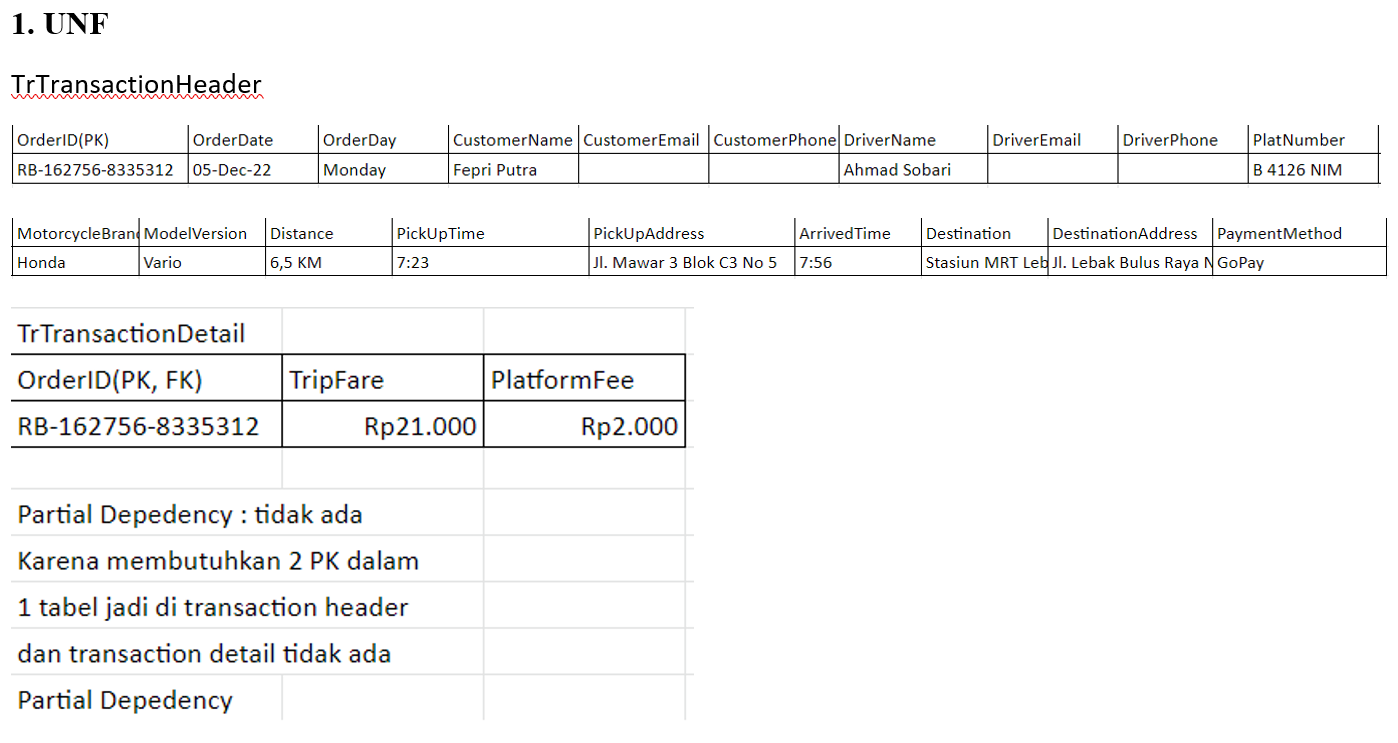 1. UNF
TrTransactionHeader
OrderID(PK) OrderDate OrderDay CustomerName CustomerEmail CustomerPhone DriverName DriverEmail DriverPhone PlatNumber
RB-162756-8335312 05-Dec-22 Monday Fepri Putra Ahmad Sobari B 4126 NIM
MotorcycleBran ModelVersion Distance PickUpTime PickUpAddress ArrivedTime Destination DestinationAddress PaymentMethod
Honda Vario 6,5 KM 7:23 Jl. Mawar 3 Blok C3 No 5 7:56 Stasiun MRT Leb Jl. Lebak Bulus Raya N GoPay
TrTransactionDetail
OrderID(PK, FK) TripFare PlatformFee
RB-162756-8335312 Rp21.000 Rp2.000
Partial Depedency : tidak ada
Karena membutuhkan 2 PK dalam
1 tabel jadi di transaction header
dan transaction detail tidak ada
Partial Depedency